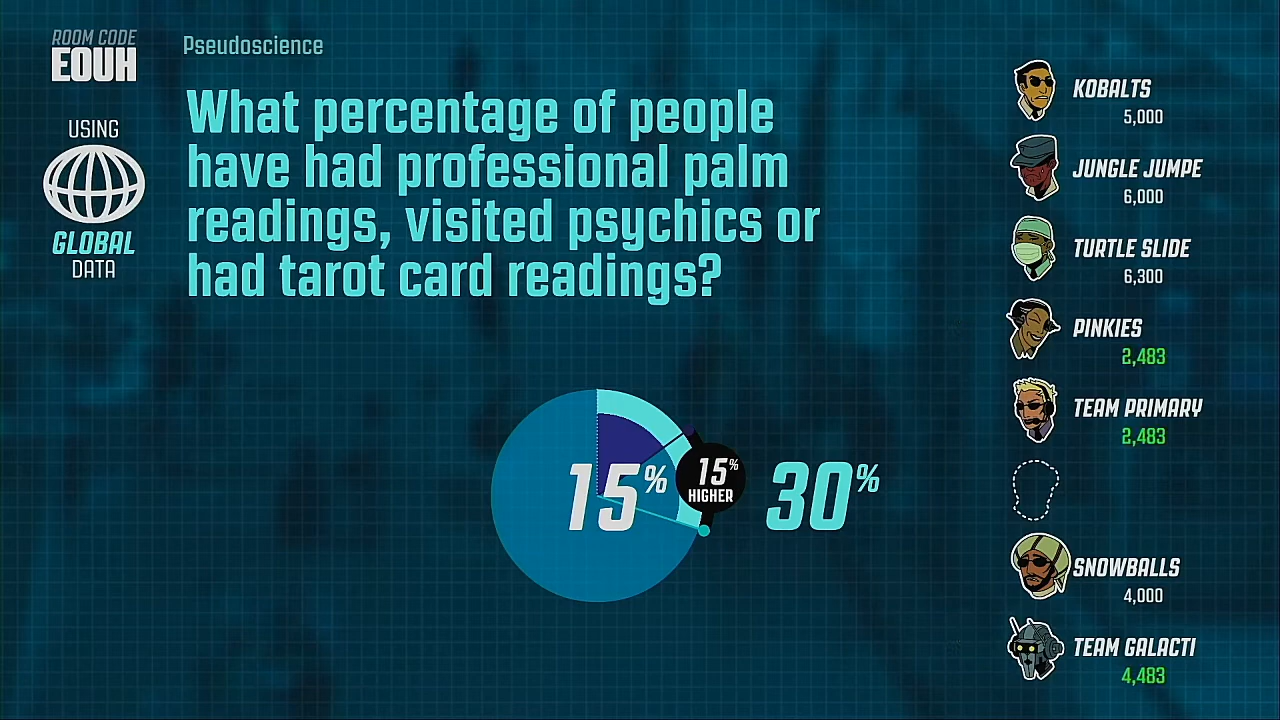 ROOM CODE
EOUH
Pseudoscience
What percentage of people
have had professional palm
readings, visited psychics or
had tarot card readings?
USING
GLOBAL
DATA
15%
15%
HIGHER
30%
KOBALTS
5,000
JUNGLE JUMPE
6,000
TURTLE SLIDE
6,300
PINKIES
2,483
TEAM PRIMARY
2,483
SNOWBALLS
4,000
TEAM GALACTI
4,483